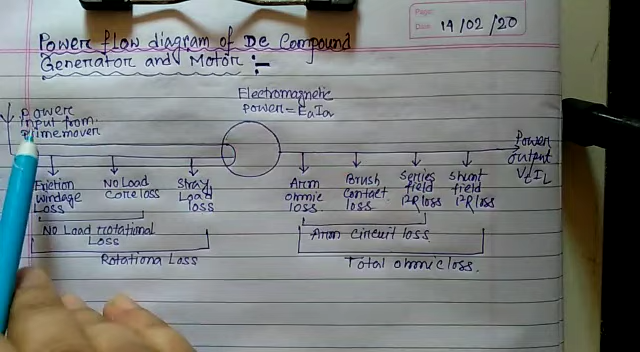 Page:
Date: 14/02/20
Power flow diagram of Dc Compound
Generator and Motor :-
Electromagnetic
Power = EaIa
Power
Input from
Primemover
Power
output
VLIL
Friction
windage
Loss
No Load
Core loss
Stray
Load
loss
Arm
ohmic
loss
Brush
Contact
loss
Series
field
I²R loss
shunt
field
I²R loss
No Load rotational
Loss
Arm circuit loss
Rotationa Loss
Total ohmic loss.